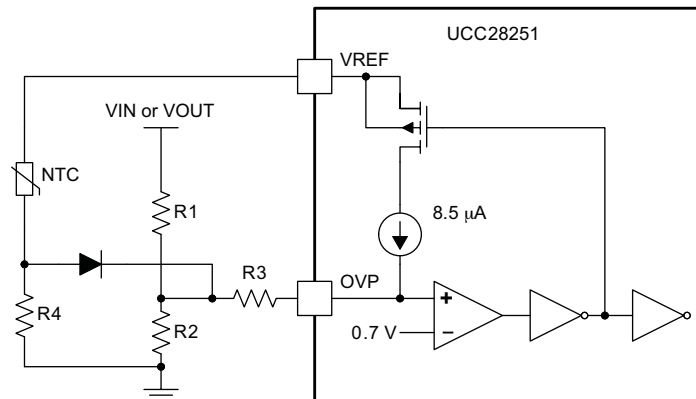 UCC28251
VREF
VIN or VOUT
NTC
R1
8.5 μA
R3
OVP
R4
R2
0.7 V
+
−